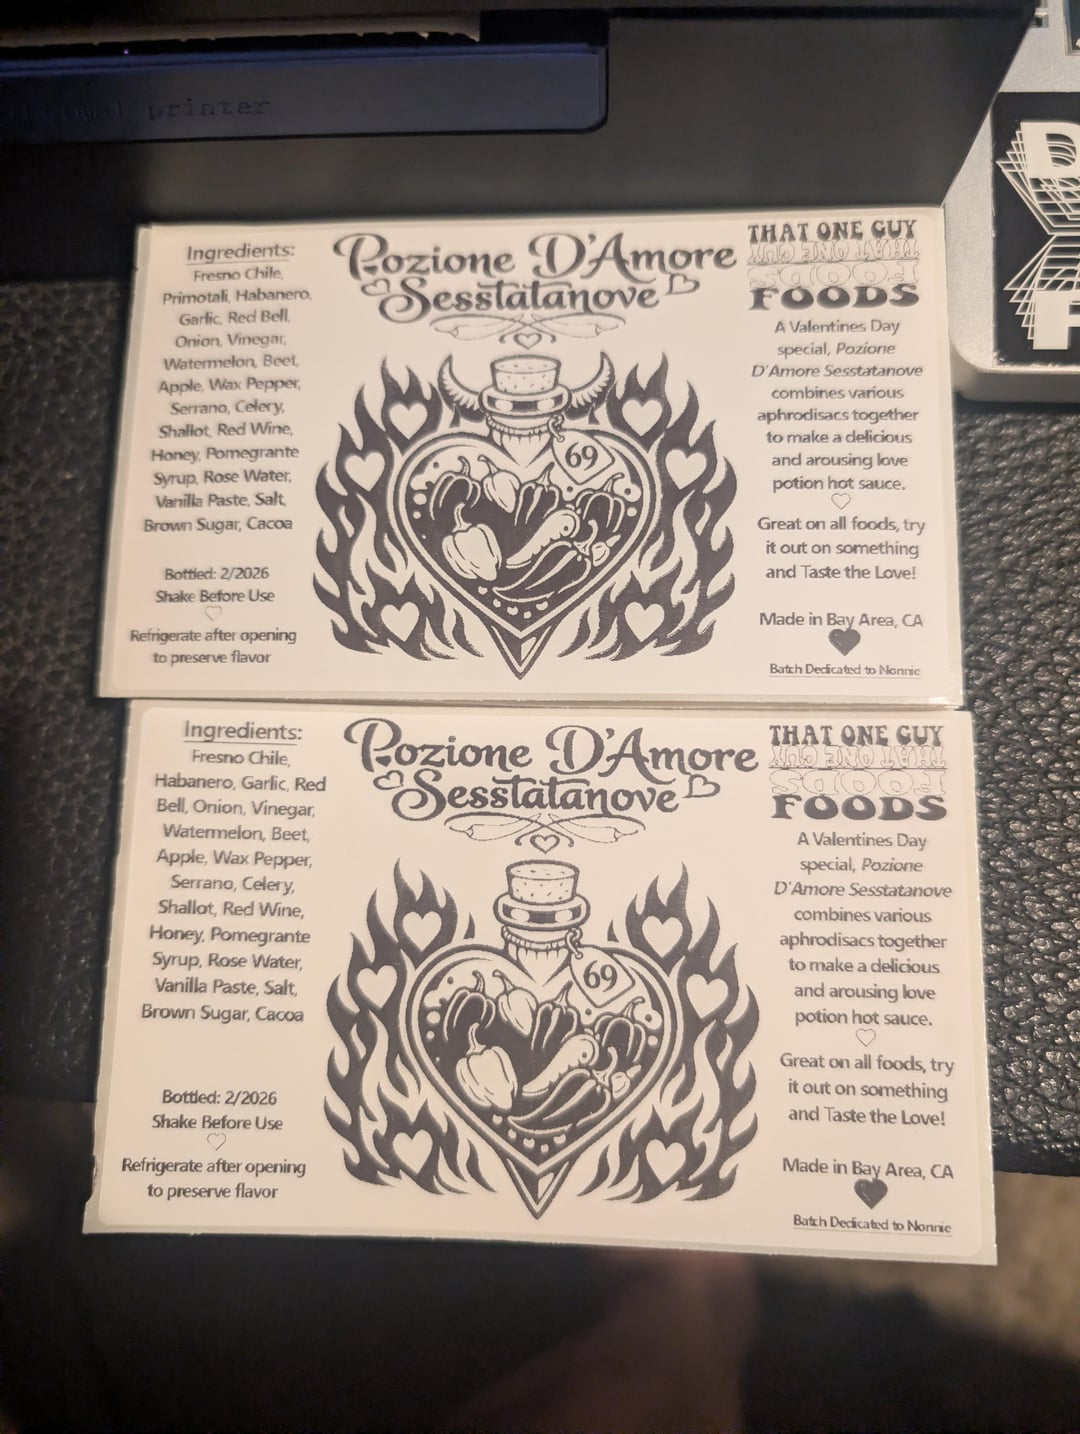 printer
Ingredients:
Fresno Chile,
Primotali, Habanero,
Garlic, Red Bell,
Onion, Vinegar,
Watermelon, Beet,
Apple, Wax Pepper,
Serrano, Celery,
Shallot, Red Wine,
Honey, Pomegrante
Syrup, Rose Water,
Vanilla Paste, Salt,
Brown Sugar, Cacoa
Bottled: 2/2026
Shake Before Use
Refrigerate after opening
to preserve flavor
Pozione D'Amore
Sesstatanove
69
THAT ONE GUY
THAT ONE GUY
FOODS
FOODS
A Valentines Day
special, Pozione
D'Amore Sesstatanove
combines various
aphrodisacs together
to make a delicious
and arousing love
potion hot sauce.
Great on all foods, try
it out on something
and Taste the Love!
Made in Bay Area, CA
Batch Dedicated to Nonnie
Ingredients:
Fresno Chile,
Habanero, Garlic, Red
Bell, Onion, Vinegar,
Watermelon, Beet,
Apple, Wax Pepper,
Serrano, Celery,
Shallot, Red Wine,
Honey, Pomegrante
Syrup, Rose Water,
Vanilla Paste, Salt,
Brown Sugar, Cacoa
Bottled: 2/2026
Shake Before Use
Refrigerate after opening
to preserve flavor
Pozione D'Amore
Sesstatanove
69
THAT ONE GUY
THAT ONE GUY
FOODS
FOODS
A Valentines Day
special, Pozione
D'Amore Sesstatanove
combines various
aphrodisacs together
to make a delicious
and arousing love
potion hot sauce.
Great on all foods, try
it out on something
and Taste the Love!
Made in Bay Area, CA
Batch Dedicated to Nonnie